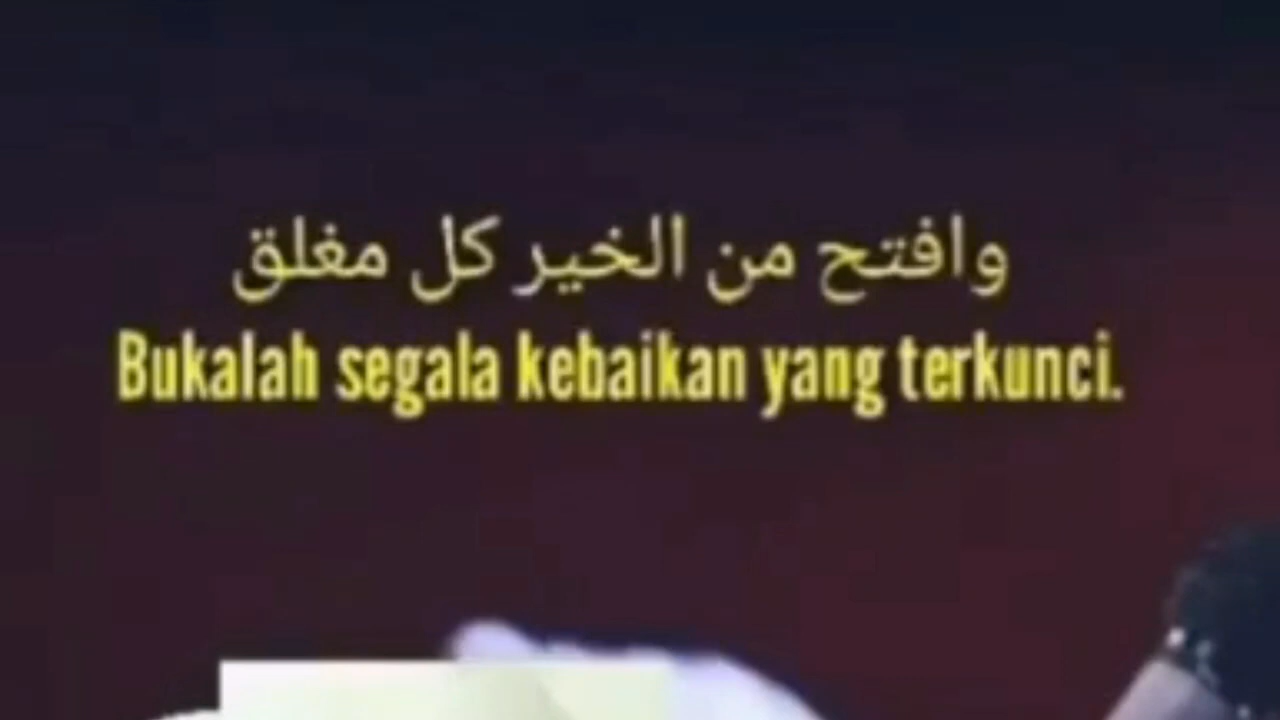 وافتح من الخير كل مغلق
Bukalah segala kebaikan yang terkunci.